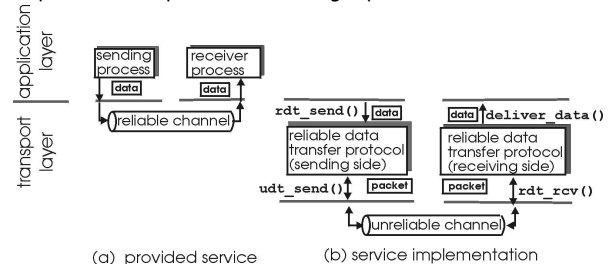 application
layer
transport
layer
sending
process
receiver
process
data
data
reliable channel
(a) provided service
rdt_send()
data
data
deliver_data()
reliable data
transfer protocol
(sending side)
reliable data
transfer protocol
(receiving side)
udt_send()
packet
packet
rdt_rcv()
unreliable channel
(b) service implementation